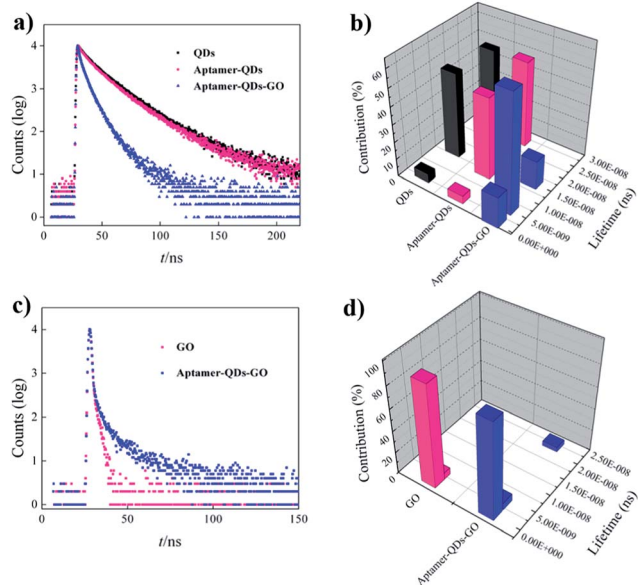 a)
4
3
2
1
0
Counts (log)
QDs
Aptamer-QDs
Aptamer-QDs-GO
0 50 100 150 200
t/ns
b)
60
50
40
30
20
10
0
Contribution (%)
QDs
Aptamer-QDs
Aptamer-QDs-GO
3.00E-008
2.50E-008
2.00E-008
1.50E-008
1.00E-008
5.00E-009
0.00E+000
Lifetime (ns)
c)
4
3
2
1
0
Counts (log)
GO
Aptamer-QDs-GO
0 50 100 150
t/ns
d)
100
80
60
40
20
0
Contribution (%)
GO
Aptamer-QDs-GO
2.50E-008
2.00E-008
1.50E-008
1.00E-008
5.00E-009
0.00E+000
Lifetime (ns)